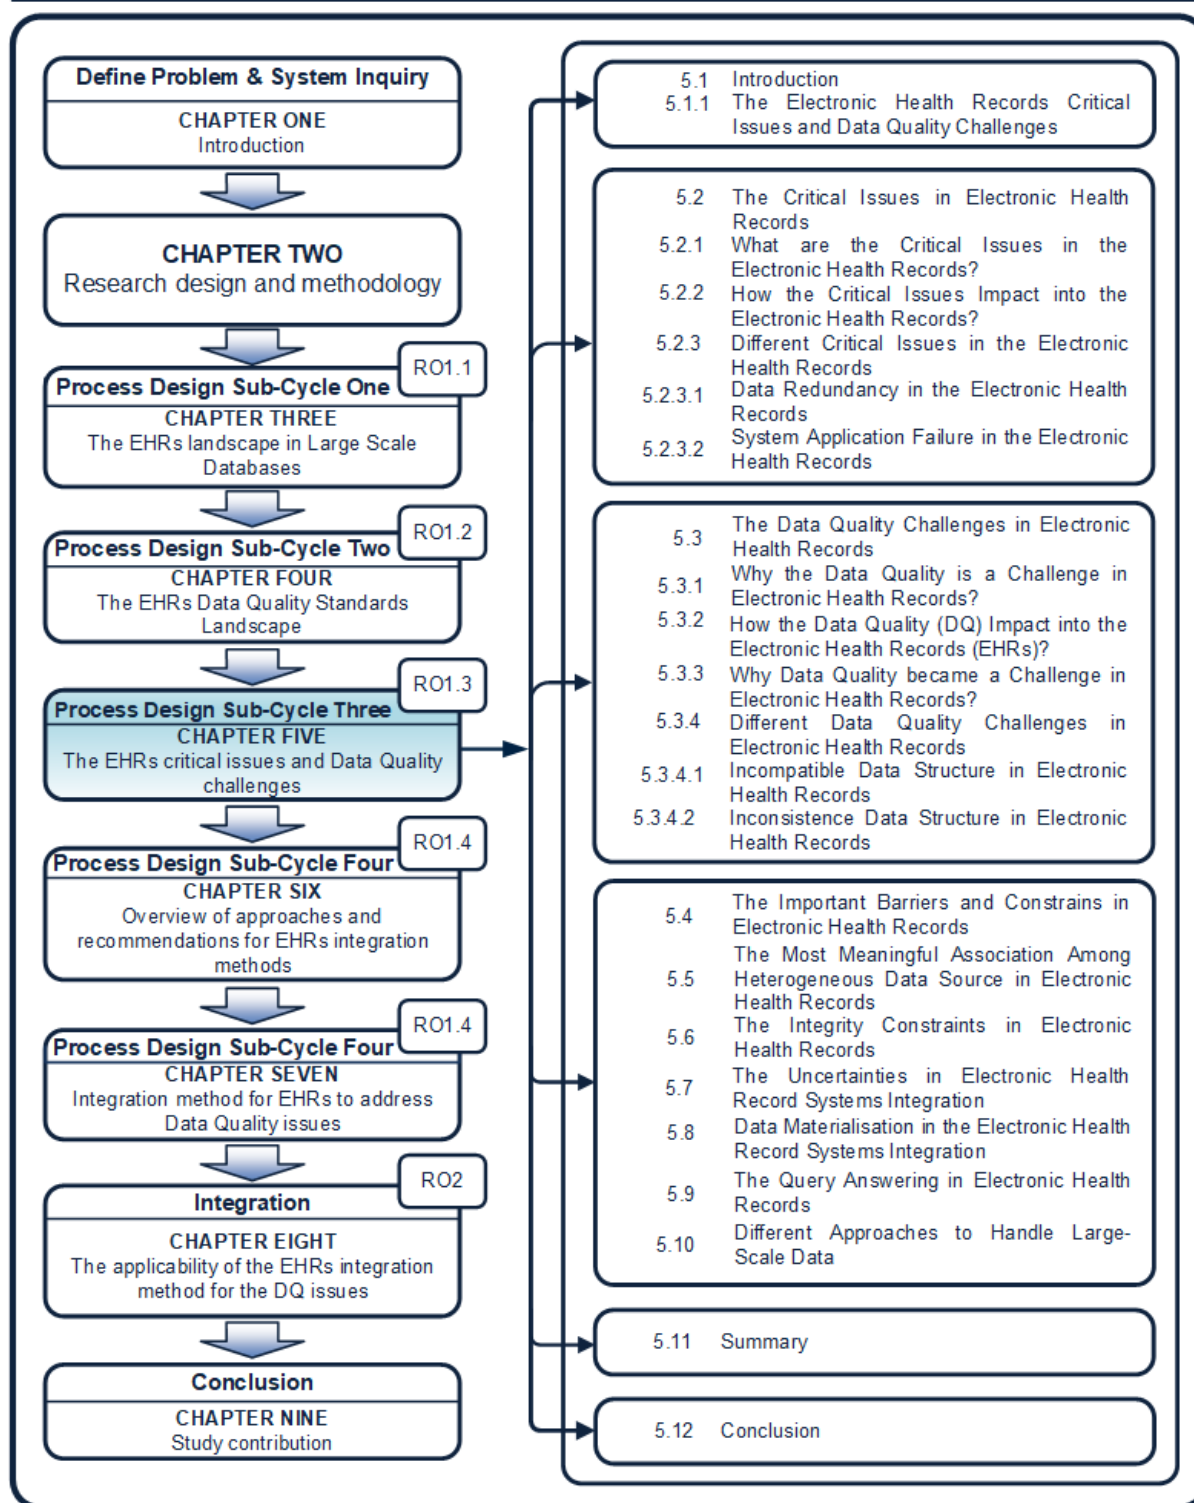 Define Problem & System Inquiry
CHAPTER ONE
Introduction
CHAPTER TWO
Research design and methodology
RO1.1
Process Design Sub-Cycle One
CHAPTER THREE
The EHRs landscape in Large Scale
Databases
RO1.2
Process Design Sub-Cycle Two
CHAPTER FOUR
The EHRs Data Quality Standards
Landscape
RO1.3
Process Design Sub-Cycle Three
CHAPTER FIVE
The EHRs critical issues and Data Quality
challenges
RO1.4
Process Design Sub-Cycle Four
CHAPTER SIX
Overview of approaches and
recommendations for EHRs integration
methods
RO1.4
Process Design Sub-Cycle Four
CHAPTER SEVEN
Integration method for EHRs to address
Data Quality issues
RO2
Integration
CHAPTER EIGHT
The applicability of the EHRs integration
method for the DQ issues
Conclusion
CHAPTER NINE
Study contribution
5.1 Introduction
5.1.1 The Electronic Health Records Critical
Issues and Data Quality Challenges
5.2 The Critical Issues in Electronic Health
Records
5.2.1 What are the Critical Issues in the
Electronic Health Records?
5.2.2 How the Critical Issues Impact into the
Electronic Health Records?
5.2.3 Different Critical Issues in the Electronic
Health Records
5.2.3.1 Data Redundancy in the Electronic Health
Records
5.2.3.2 System Application Failure in the Electronic
Health Records
5.3 The Data Quality Challenges in Electronic
Health Records
5.3.1 Why the Data Quality is a Challenge in
Electronic Health Records?
5.3.2 How the Data Quality (DQ) Impact into the
Electronic Health Records (EHRs)?
5.3.3 Why Data Quality became a Challenge in
Electronic Health Records?
5.3.4 Different Data Quality Challenges in
Electronic Health Records
5.3.4.1 Incompatible Data Structure in Electronic
Health Records
5.3.4.2 Inconsistence Data Structure in Electronic
Health Records
5.4 The Important Barriers and Constrains in
Electronic Health Records
5.5 The Most Meaningful Association Among
Heterogeneous Data Source in Electronic
Health Records
5.6 The Integrity Constraints in Electronic
Health Records
5.7 The Uncertainties in Electronic Health
Record Systems Integration
5.8 Data Materialisation in the Electronic Health
Record Systems Integration
5.9 The Query Answering in Electronic Health
Records
5.10 Different Approaches to Handle Large-
Scale Data
5.11 Summary
5.12 Conclusion